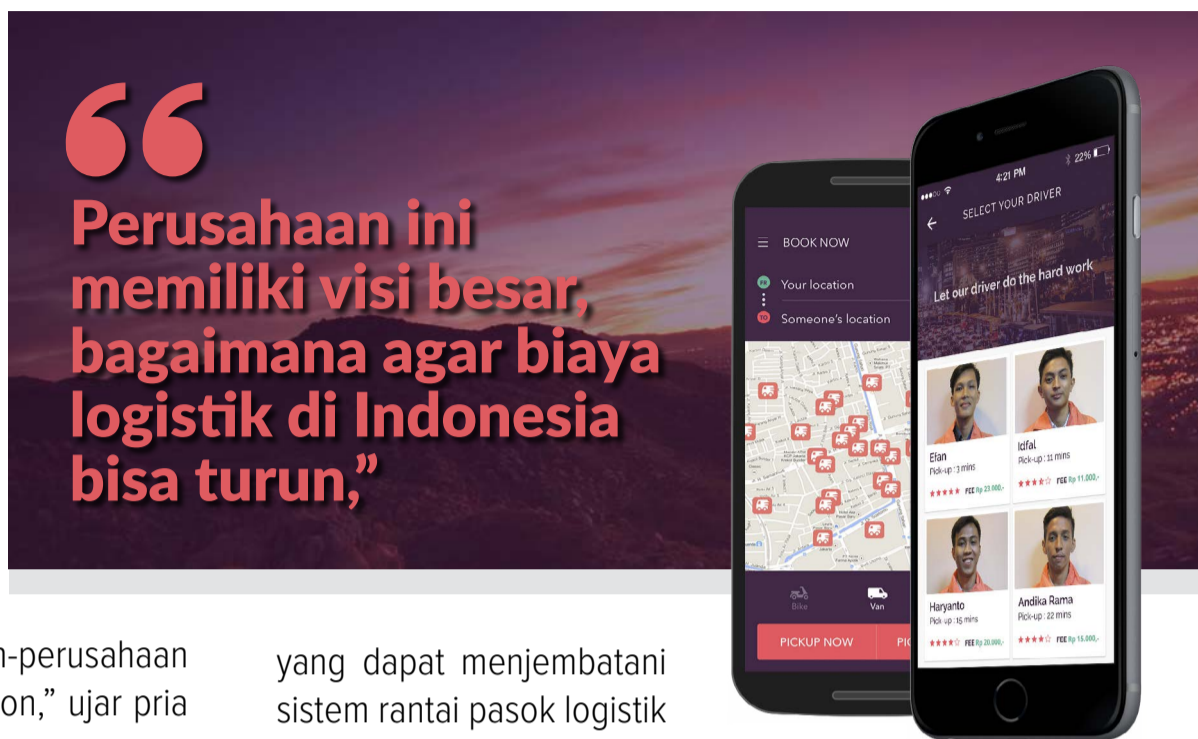 “
Perusahaan ini
memiliki visi besar,
bagaimana agar biaya
logistik di Indonesia
bisa turun,”
BOOK NOW
FR
Your location
TO
Someone's location
Bike
Van
PICKUP NOW
4:21 PM
22%
SELECT YOUR DRIVER
Let our driver do the hard work
Efan
Pick-up : 3 mins
FEE Rp 23.000,-
Idfal
Pick-up : 11 mins
FEE Rp 11.000,-
Haryanto
Pick-up : 15 mins
FEE Rp 20.000,-
Andika Rama
Pick-up : 22 mins
FEE Rp 15.000,-
n-perusahaan
on,” ujar pria
yang dapat menjembatani
sistem rantai pasok logistik